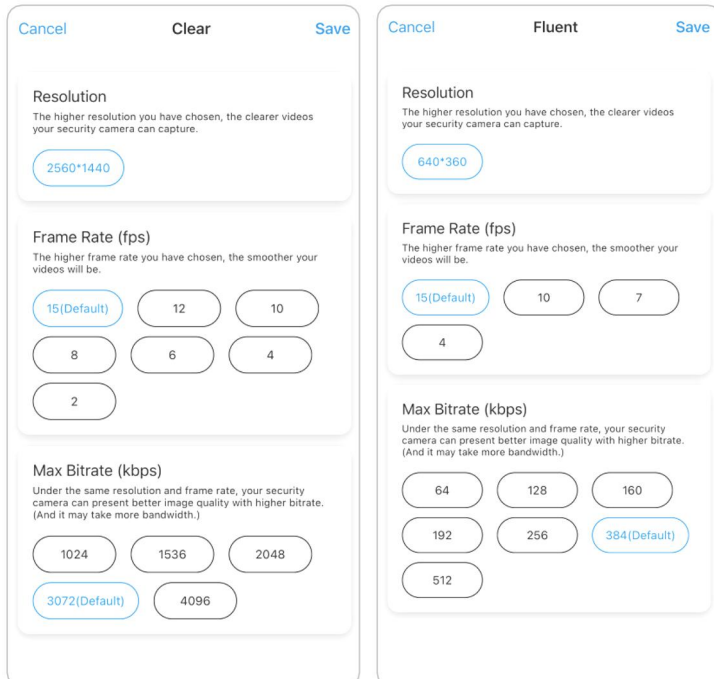 Cancel Clear Save
Resolution
The higher resolution you have chosen, the clearer videos
your security camera can capture.
2560*1440
Frame Rate (fps)
The higher frame rate you have chosen, the smoother your
videos will be.
15(Default) 12 10
8 6 4
2
Max Bitrate (kbps)
Under the same resolution and frame rate, your security
camera can present better image quality with higher bitrate.
(And it may take more bandwidth.)
1024 1536 2048
3072(Default) 4096
Cancel Fluent Save
Resolution
The higher resolution you have chosen, the clearer videos
your security camera can capture.
640*360
Frame Rate (fps)
The higher frame rate you have chosen, the smoother your
videos will be.
15(Default) 10 7
4
Max Bitrate (kbps)
Under the same resolution and frame rate, your security
camera can present better image quality with higher bitrate.
(And it may take more bandwidth.)
64 128 160
192 256 384(Default)
512